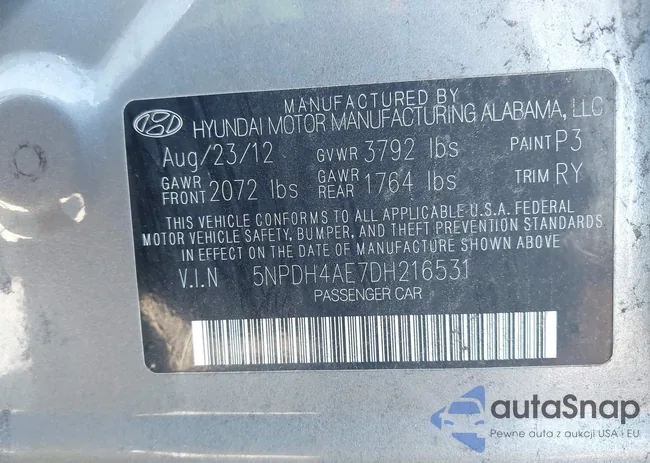 MANUFACTURED BY
HYUNDAI MOTOR MANUFACTURING ALABAMA, LLC
Aug/23/12 GVWR 3792 lbs PAINT P3
GAWR FRONT 2072 lbs GAWR REAR 1764 lbs TRIM RY
THIS VEHICLE CONFORMS TO ALL APPLICABLE U.S.A. FEDERAL
MOTOR VEHICLE SAFETY, BUMPER, AND THEFT PREVENTION STANDARDS
IN EFFECT ON THE DATE OF MANUFACTURE SHOWN ABOVE
V.I.N 5NPDH4AE7DH216531
PASSENGER CAR
autaSnap
Pewne auta z aukcji USA i EU